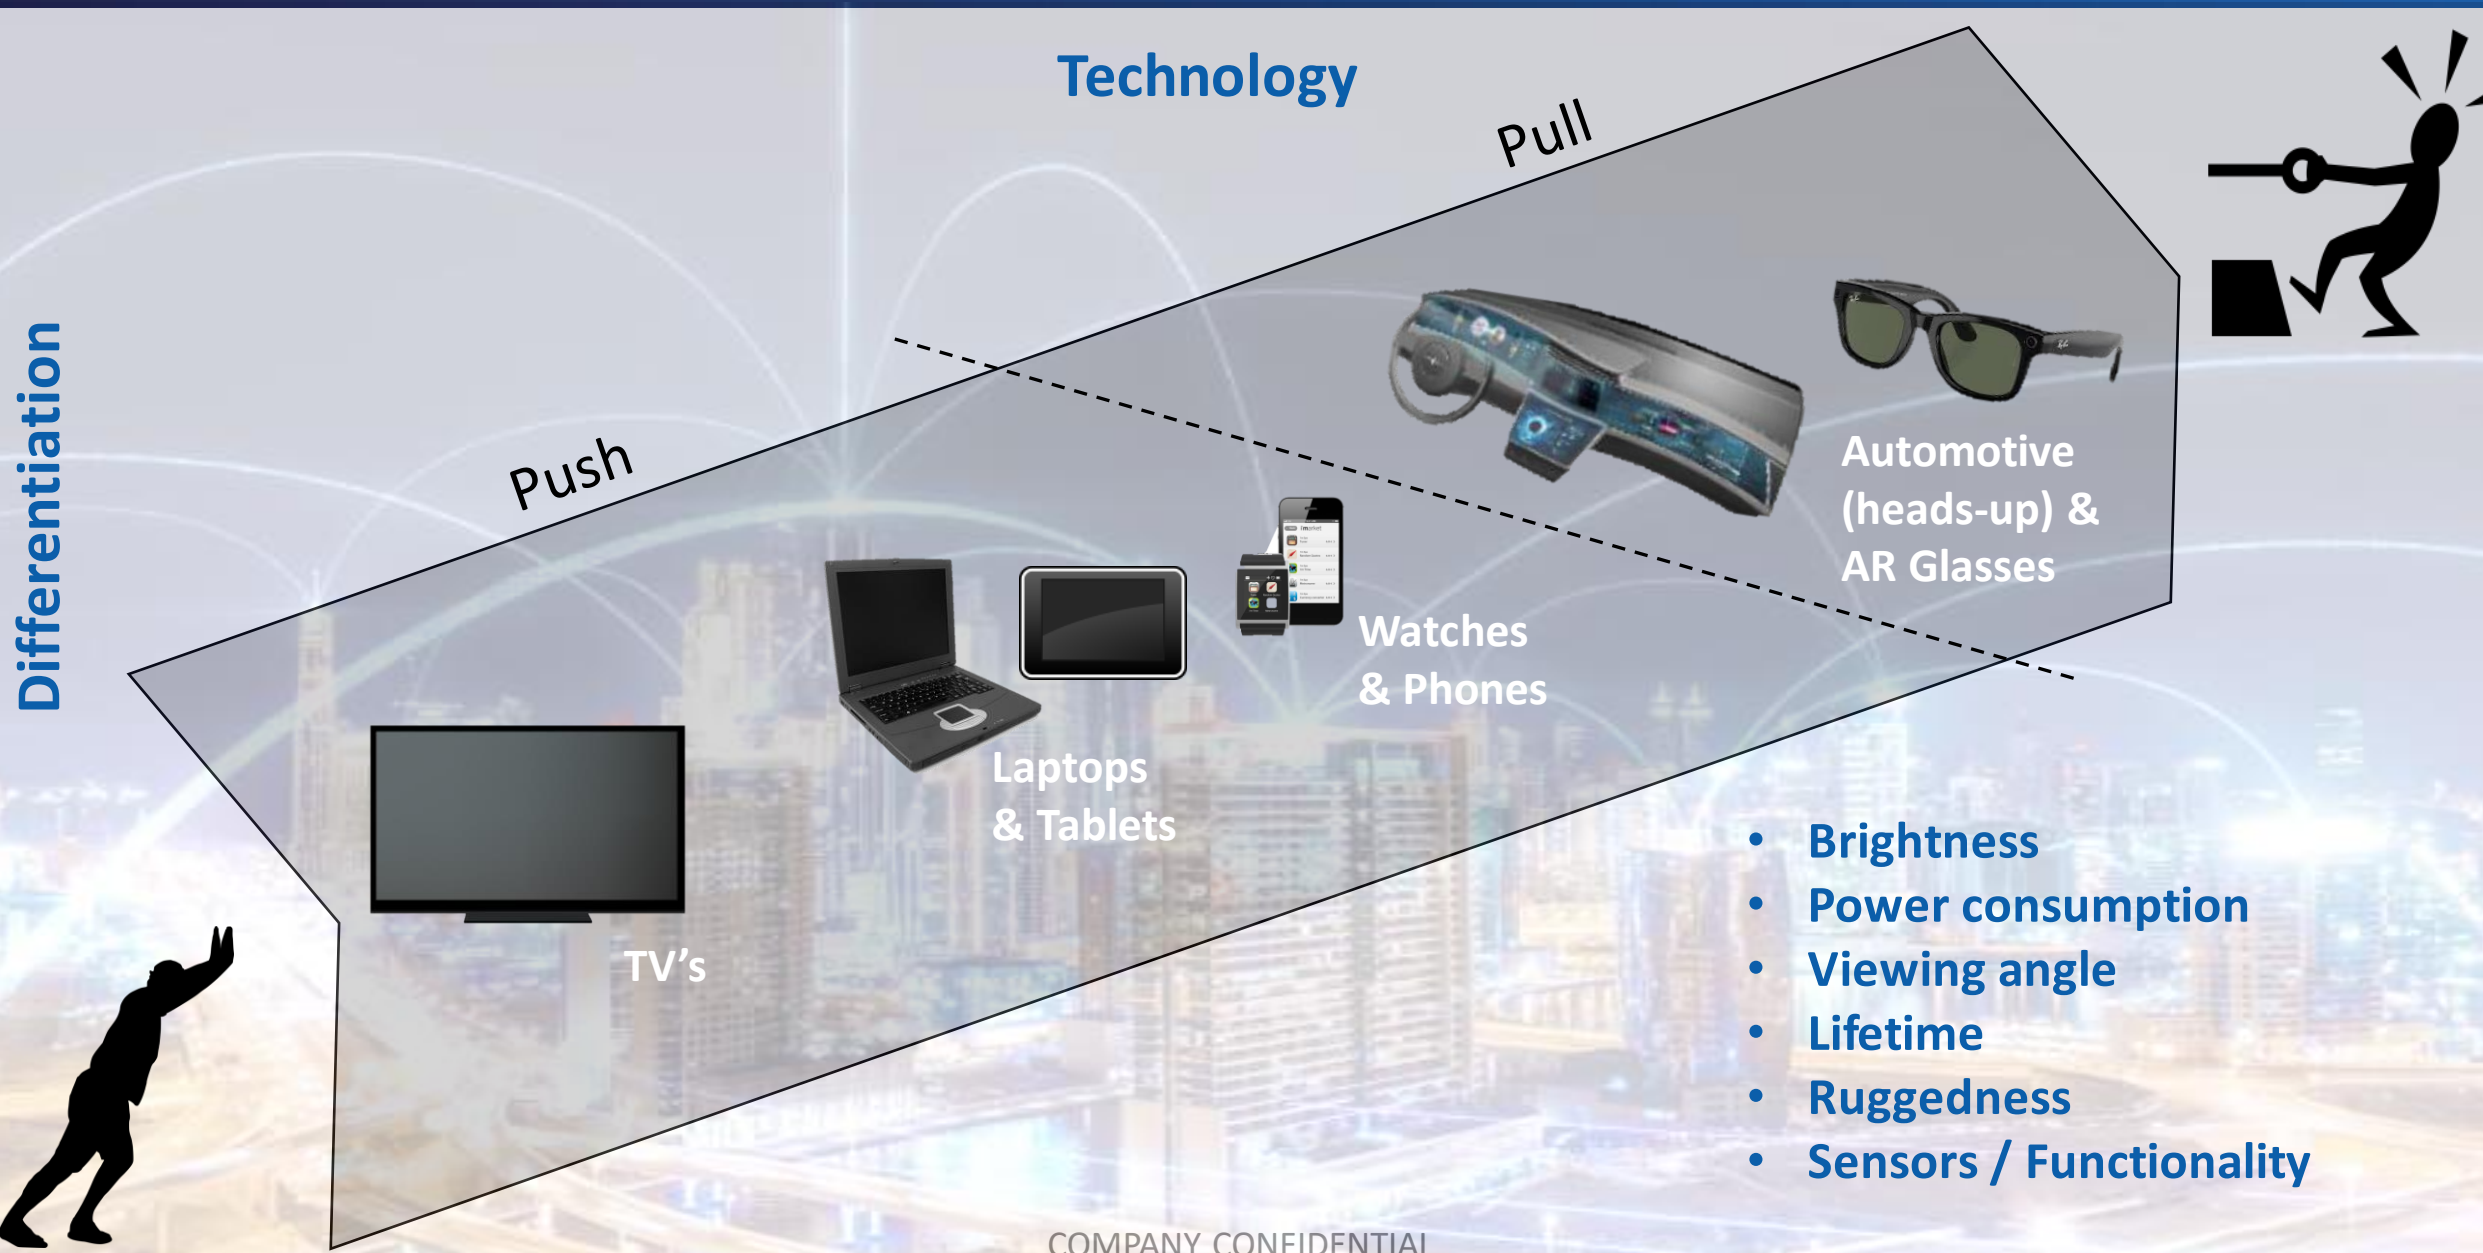 Technology
Pull
Push
Differentiation
Automotive
(heads-up) &
AR Glasses
Watches
& Phones
Laptops
& Tablets
TV's
• Brightness
• Power consumption
• Viewing angle
• Lifetime
• Ruggedness
• Sensors / Functionality
COMPANY CONFIDENTIAL